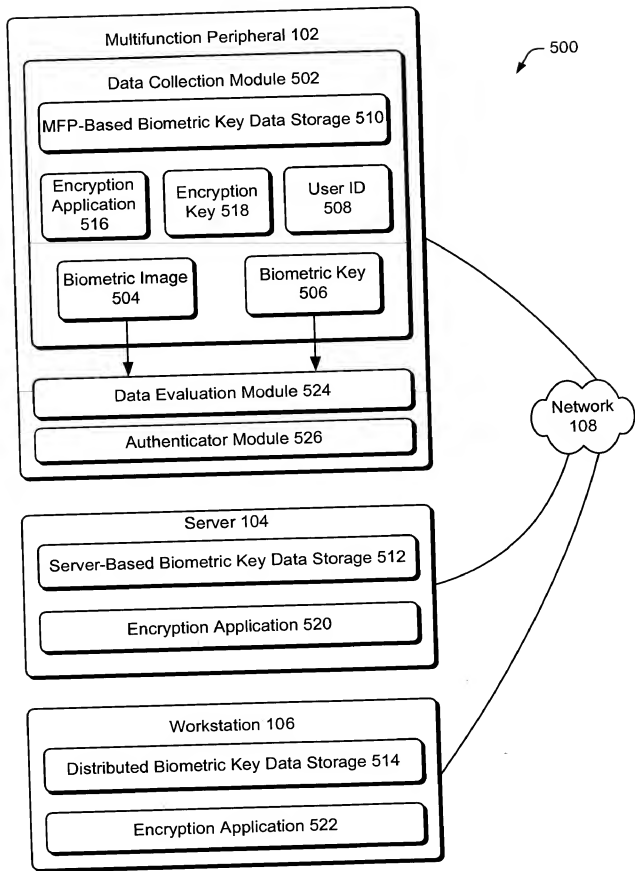 Multifunction Peripheral 102
500
Data Collection Module 502
MFP-Based Biometric Key Data Storage 510
Encryption
Application
516
Encryption
Key 518
User ID
508
Biometric Image
504
Biometric Key
506
Data Evaluation Module 524
Authenticator Module 526
Network
108
Server 104
Server-Based Biometric Key Data Storage 512
Encryption Application 520
Workstation 106
Distributed Biometric Key Data Storage 514
Encryption Application 522